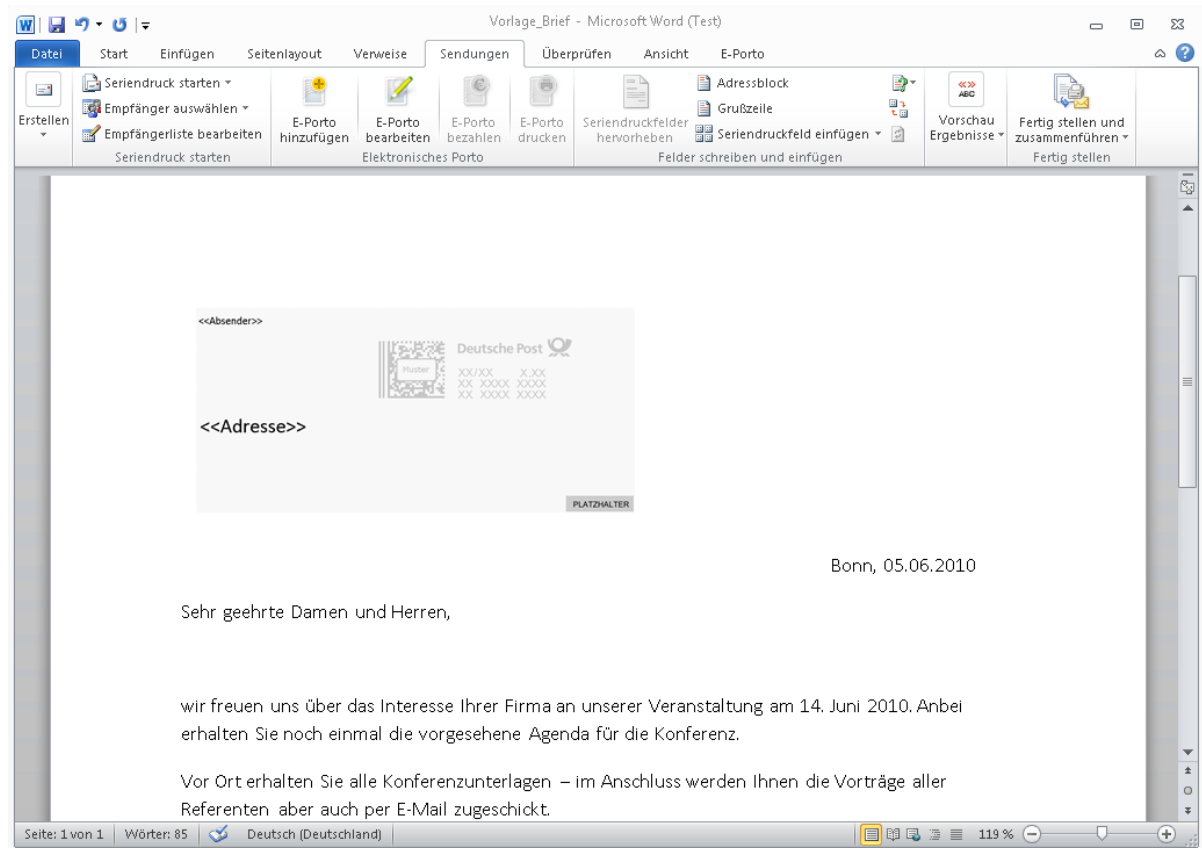 Vorlage_Brief - Microsoft Word (Test)
Datei Start Einfügen Seitenlayout Verweise Sendungen Überprüfen Ansicht E-Porto
Erstellen
Seriendruck starten
Empfänger auswählen
Empfängerliste bearbeiten
Seriendruck starten
E-Porto hinzufügen
E-Porto bearbeiten
E-Porto bezahlen
E-Porto drucken
Elektronisches Porto
Seriendruckfelder hervorheben
Adressblock
Grußzeile
Seriendruckfeld einfügen
Felder schreiben und einfügen
«»
ABC
Vorschau Ergebnisse
Fertig stellen und zusammenführen
Fertig stellen
<<Absender>>
Muster
Deutsche Post
XX/XX X.XX
XX XXXX XXXX
XX XXXX XXXX
<<Adresse>>
PLATZHALTER
Bonn, 05.06.2010
Sehr geehrte Damen und Herren,
wir freuen uns über das Interesse Ihrer Firma an unserer Veranstaltung am 14. Juni 2010. Anbei
erhalten Sie noch einmal die vorgesehene Agenda für die Konferenz.
Vor Ort erhalten Sie alle Konferenzunterlagen – im Anschluss werden Ihnen die Vorträge aller
Referenten aber auch per E-Mail zugeschickt.
Seite: 1 von 1 Wörter: 85 Deutsch (Deutschland) 119 %